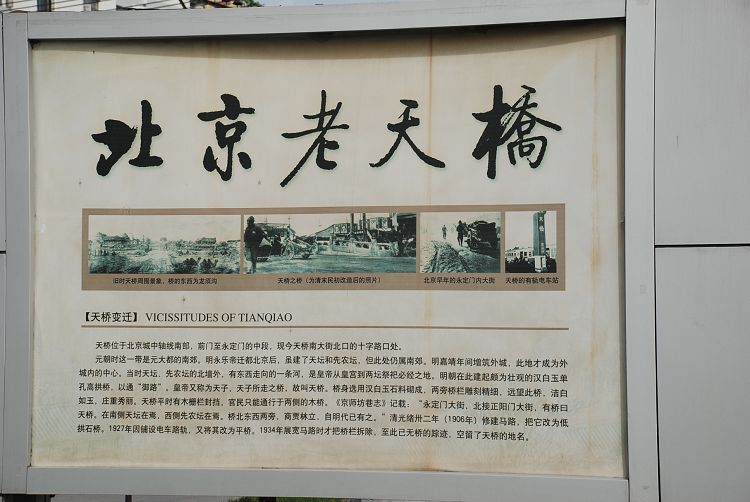 北京老天橋
旧时天桥周围景象，桥的东西为龙须沟
天桥之桥（为清末民初改造后的照片）
北京早年的永定门内大街
天桥的有轨电车站
【天桥变迁】 VICISSITUDES OF TIANQIAO
天桥位于北京城中轴线南部，前门至永定门的中段，现今天桥南大街北口的十字路口处。
元朝时这一带是元大都的南郊。明永乐帝迁都北京后，虽建了天坛和先农坛，但此处仍属南郊。明嘉靖年间增筑外城，此地才成为外
城内的中心。当时天坛、先农坛的北墙外，有东西走向的一条河，是皇帝从皇宫到两坛祭祀必经之地。明朝在此建起颇为壮观的汉白玉单
孔高拱桥，以通“御路”。皇帝又称为天子，天子所走之桥，故叫天桥。桥身选用汉白玉石料砌成，两旁桥栏雕刻精细，远望此桥，洁白
如玉，庄重秀丽。天桥平时有木栅栏封挡，官民只能通行于两侧的木桥。《京师坊巷志》记载：“永定门大街，北接正阳门大街，有桥曰
天桥。在南侧天坛在焉，西侧先农坛在焉。桥北东西两旁，商贾林立，自明代已有之。”清光绪卅二年（1906年）修建马路，把它改为低
拱石桥。1927年因铺设电车路轨，又将其改为平桥。1934年展宽马路时才把桥栏拆除，至此已无桥的踪迹，空留了天桥的地名。